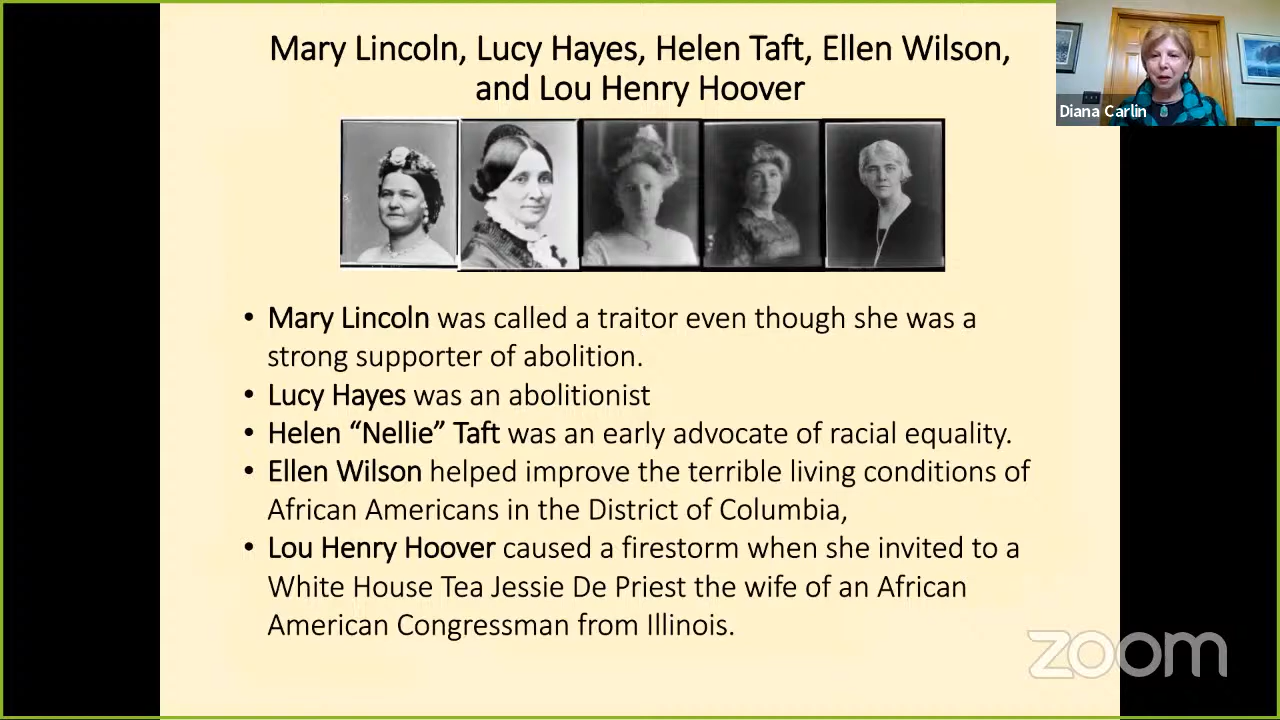 Mary Lincoln, Lucy Hayes, Helen Taft, Ellen Wilson,
and Lou Henry Hoover
Diana Carlin
• Mary Lincoln was called a traitor even though she was a
strong supporter of abolition.
• Lucy Hayes was an abolitionist
• Helen “Nellie” Taft was an early advocate of racial equality.
• Ellen Wilson helped improve the terrible living conditions of
African Americans in the District of Columbia,
• Lou Henry Hoover caused a firestorm when she invited to a
White House Tea Jessie De Priest the wife of an African
American Congressman from Illinois.
zoom